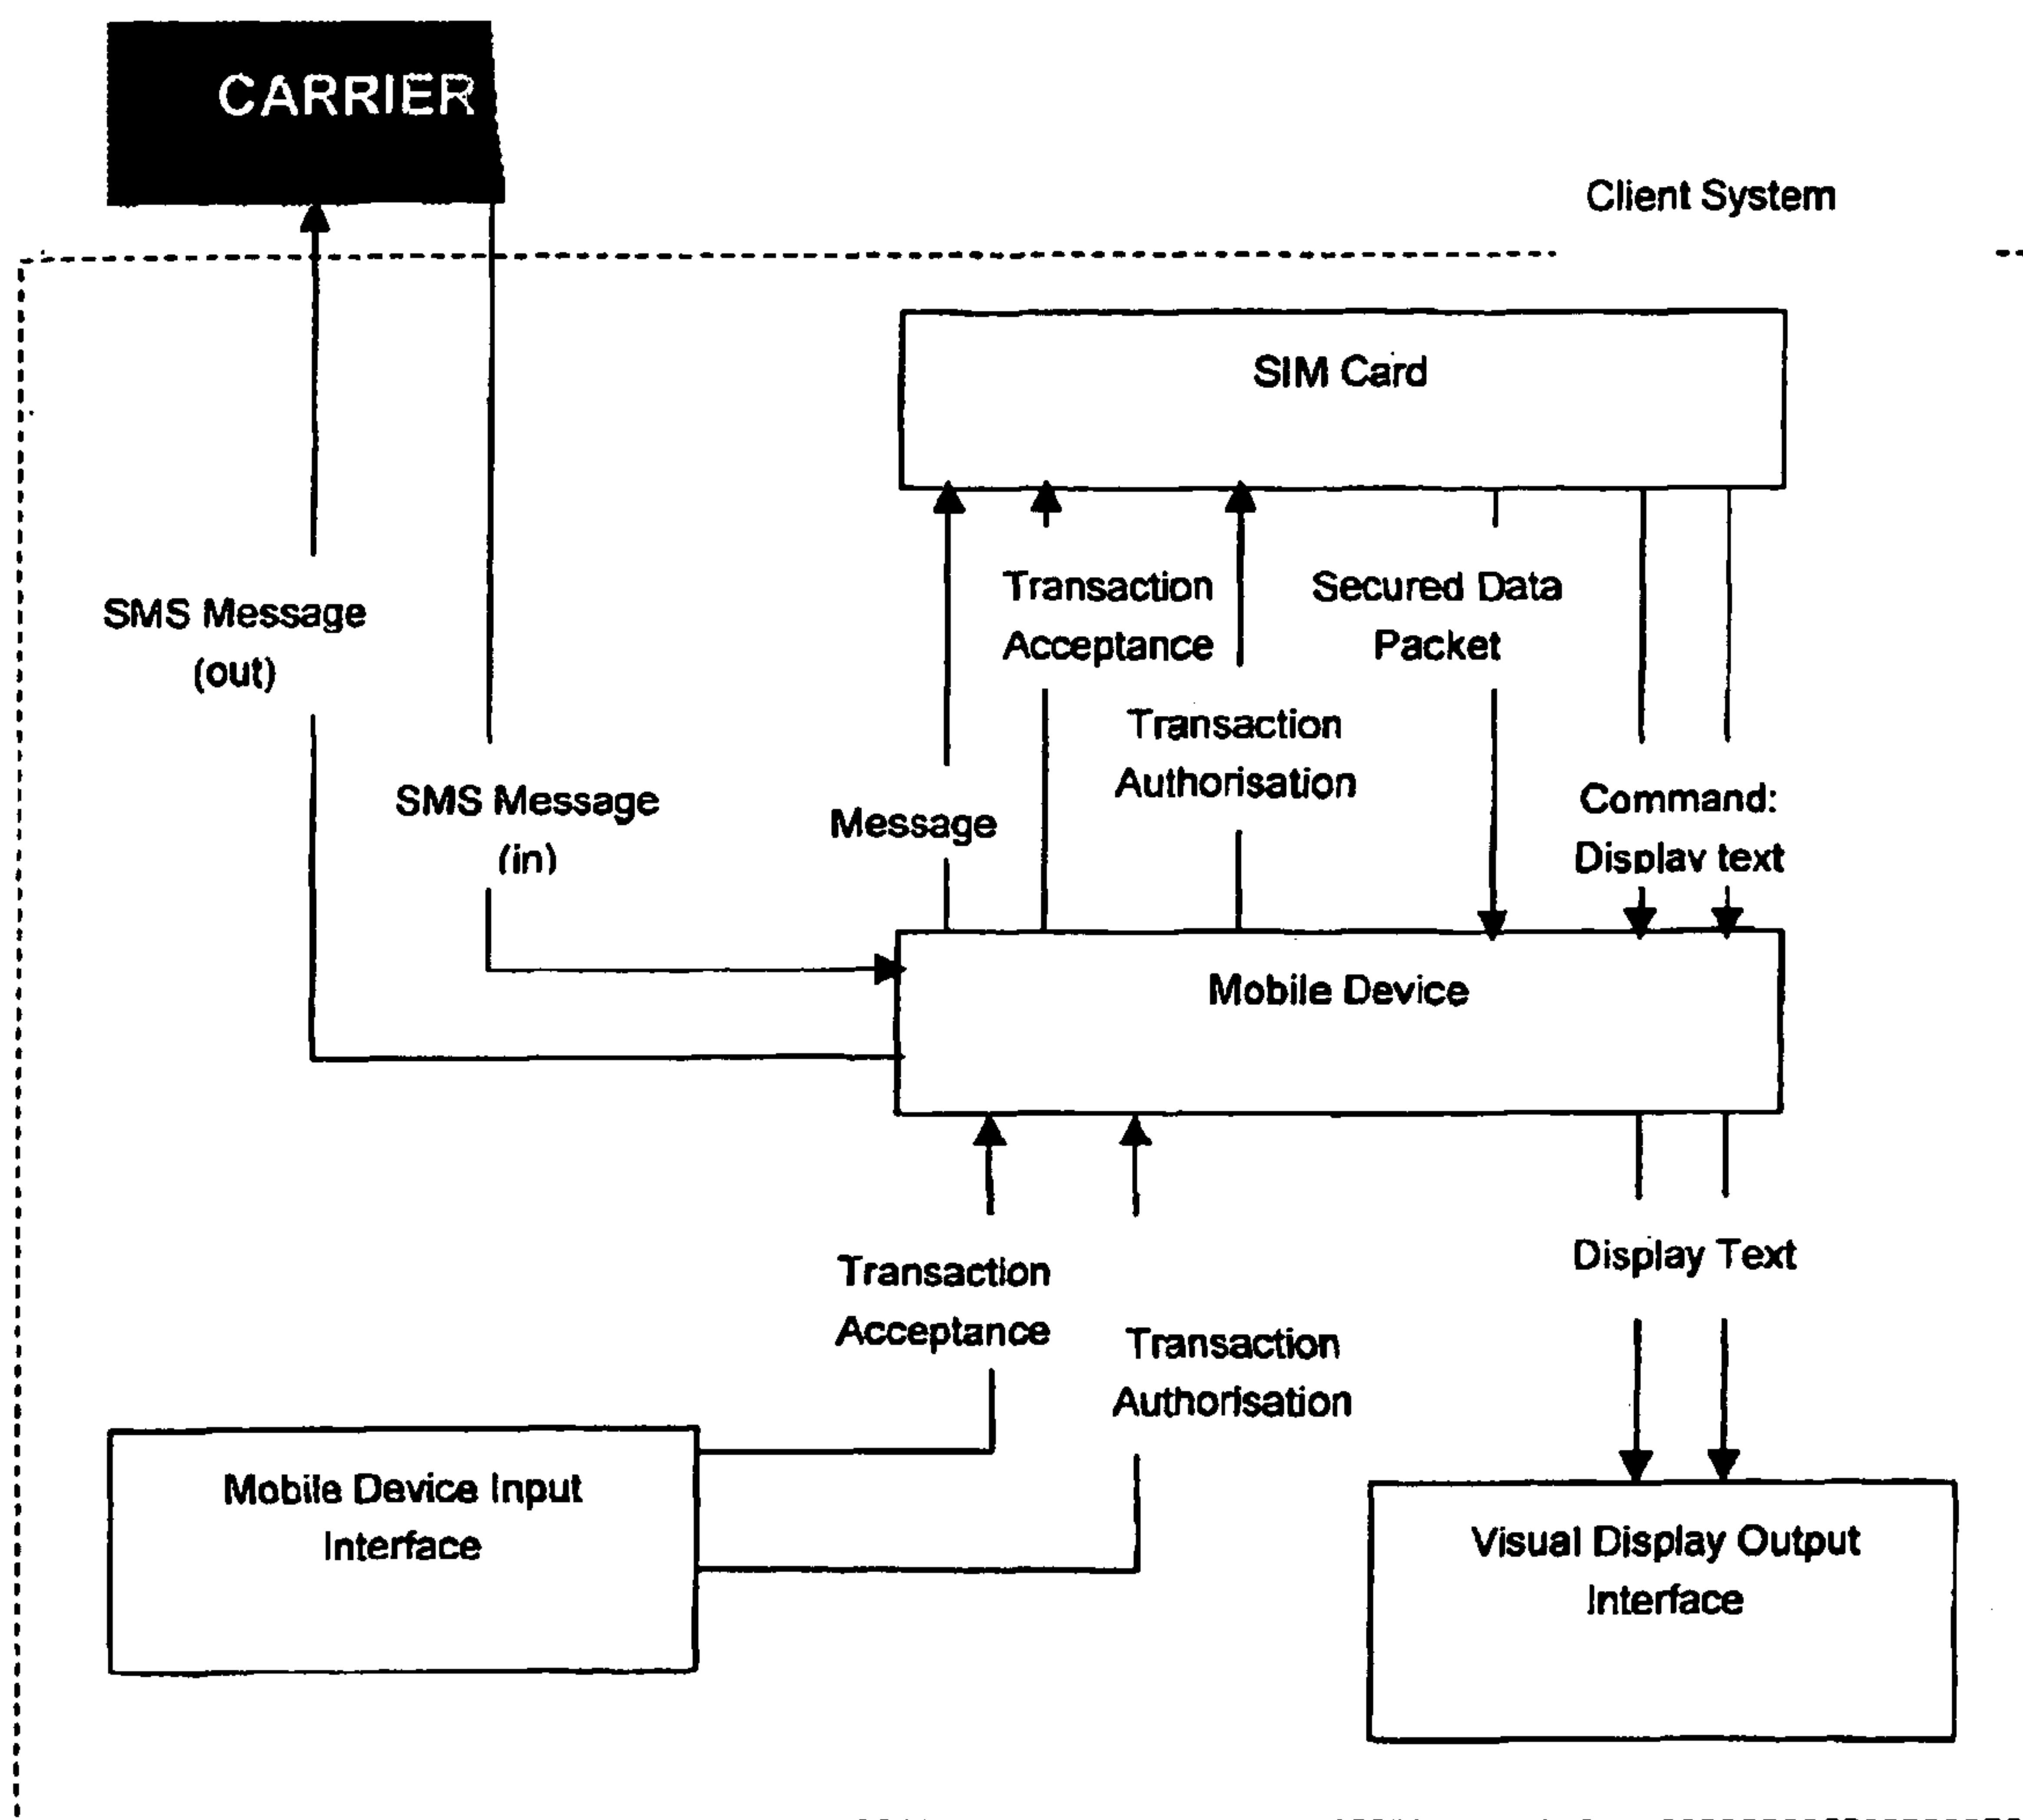 CARRIER
Client System
SIM Card
Transaction
Acceptance
Secured Data
Packet
SMS Message
(out)
Transaction
Authorisation
SMS Message
(in)
Message
Command:
Display text
Mobile Device
Transaction
Acceptance
Display Text
Transaction
Authorisation
Mobile Device Input
Interface
Visual Display Output
Interface